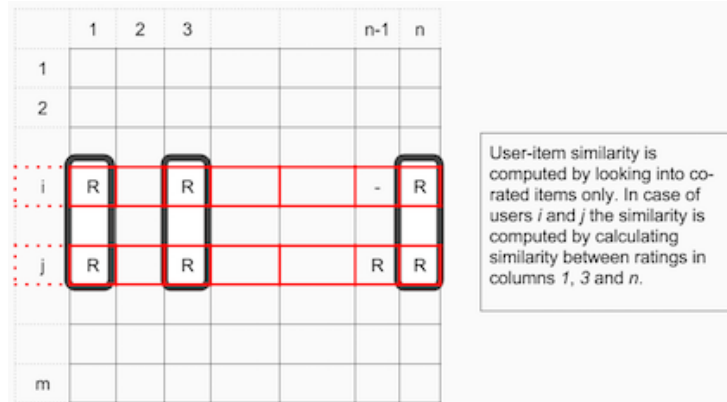 1 2 3 n-1 n
1
2
i R R - R
j R R R R
m
User-item similarity is
computed by looking into co-
rated items only. In case of
users i and j the similarity is
computed by calculating
similarity between ratings in
columns 1, 3 and n.